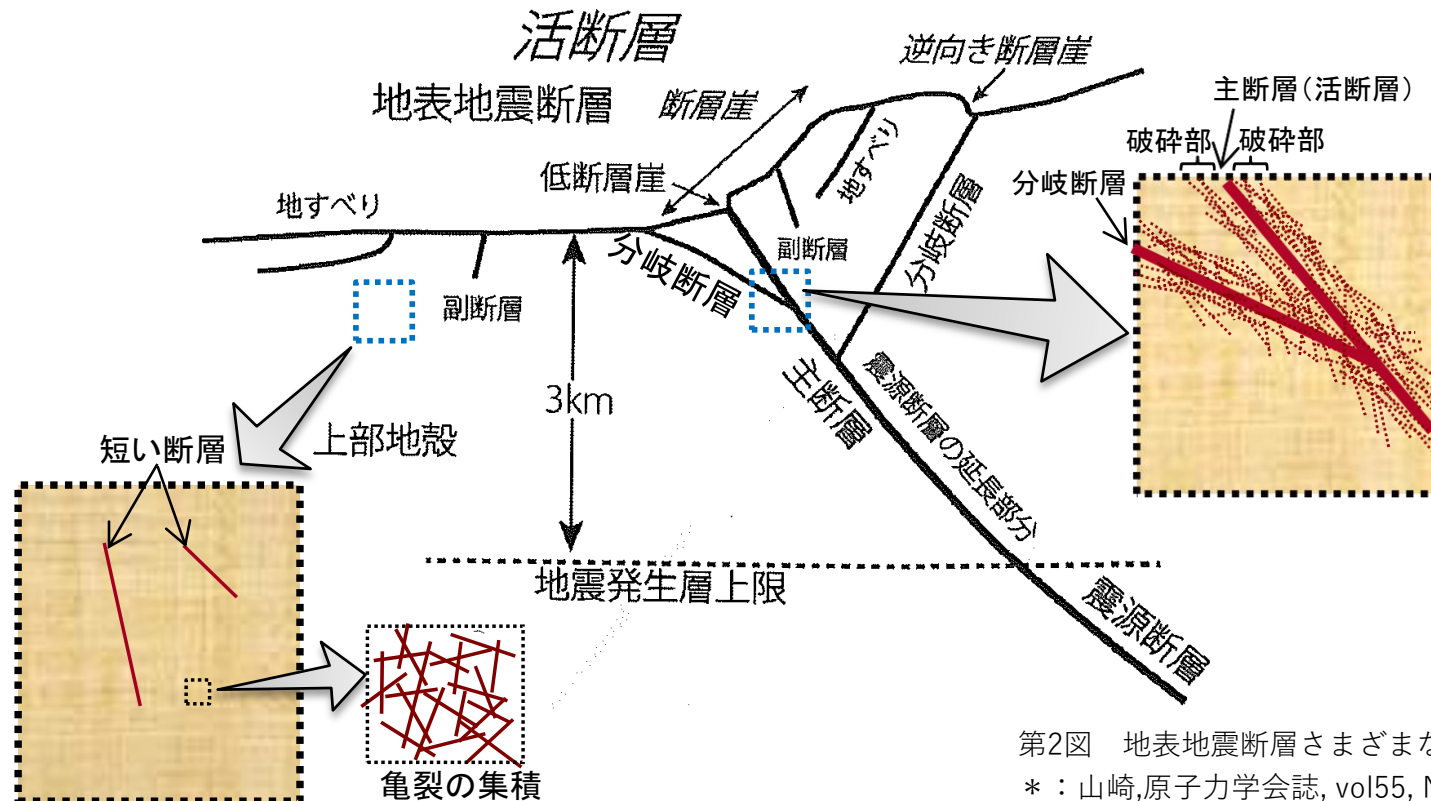 活断層
地表地震断層
断層崖
逆向き断層崖
主断層（活断層）
破砕部
破砕部
分岐断層
低断層崖
地すべり
地すべり
副断層
副断層
分岐断層
分岐断層
3km
主断層
震源断層の延長部分
上部地殻
短い断層
地震発生層上限
震源断層
亀裂の集積
第2図　地表地震断層さまざまな
＊：山崎,原子力学会誌, vol55, N